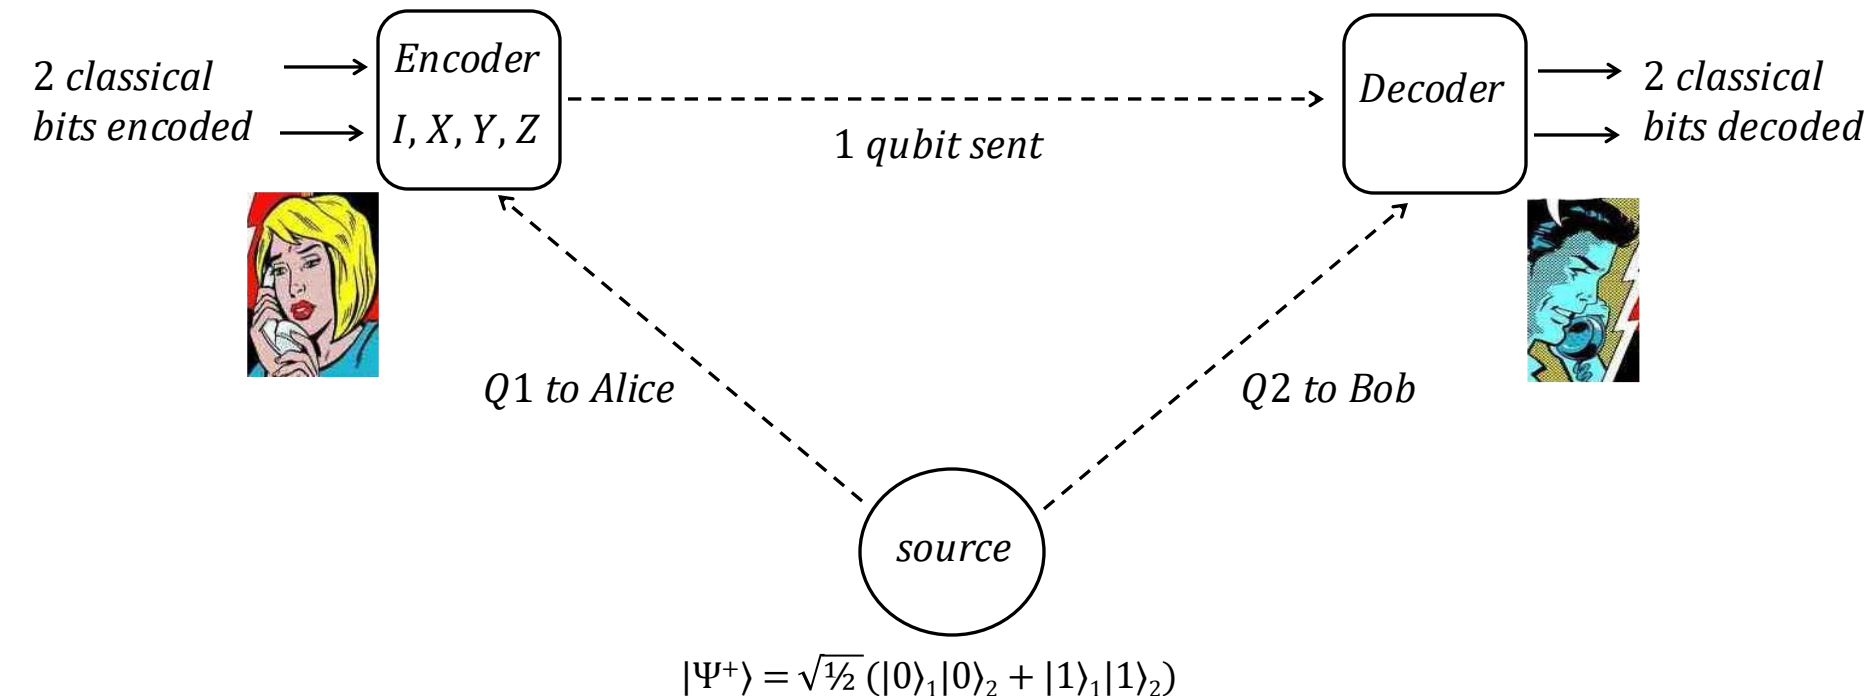 2 classical
bits encoded
Encoder
I, X, Y, Z
1 qubit sent
Decoder
2 classical
bits decoded
Q1 to Alice
Q2 to Bob
source
|Ψ⁺⟩ = √½ (|0⟩₁|0⟩₂ + |1⟩₁|1⟩₂)